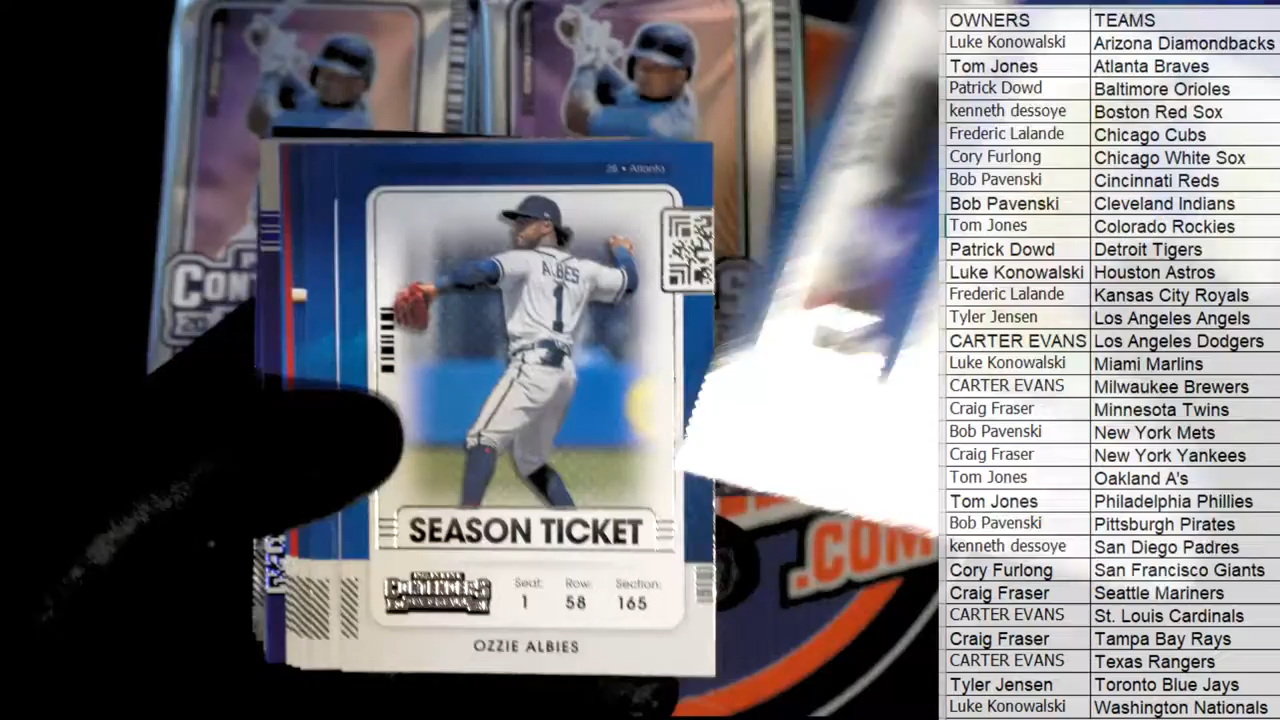 28 • Atlanta
ALBIES
1
SEASON TICKET
CONTENDERS
Seat: Row: Section:
1 58 165
OZZIE ALBIES
CON
.COM
OWNERS TEAMS
Luke Konowalski Arizona Diamondbacks
Tom Jones Atlanta Braves
Patrick Dowd Baltimore Orioles
kenneth dessoye Boston Red Sox
Frederic Lalande Chicago Cubs
Cory Furlong Chicago White Sox
Bob Pavenski Cincinnati Reds
Bob Pavenski Cleveland Indians
Tom Jones Colorado Rockies
Patrick Dowd Detroit Tigers
Luke Konowalski Houston Astros
Frederic Lalande Kansas City Royals
Tyler Jensen Los Angeles Angels
CARTER EVANS Los Angeles Dodgers
Luke Konowalski Miami Marlins
CARTER EVANS Milwaukee Brewers
Craig Fraser Minnesota Twins
Bob Pavenski New York Mets
Craig Fraser New York Yankees
Tom Jones Oakland A's
Tom Jones Philadelphia Phillies
Bob Pavenski Pittsburgh Pirates
kenneth dessoye San Diego Padres
Cory Furlong San Francisco Giants
Craig Fraser Seattle Mariners
CARTER EVANS St. Louis Cardinals
Craig Fraser Tampa Bay Rays
CARTER EVANS Texas Rangers
Tyler Jensen Toronto Blue Jays
Luke Konowalski Washington Nationals